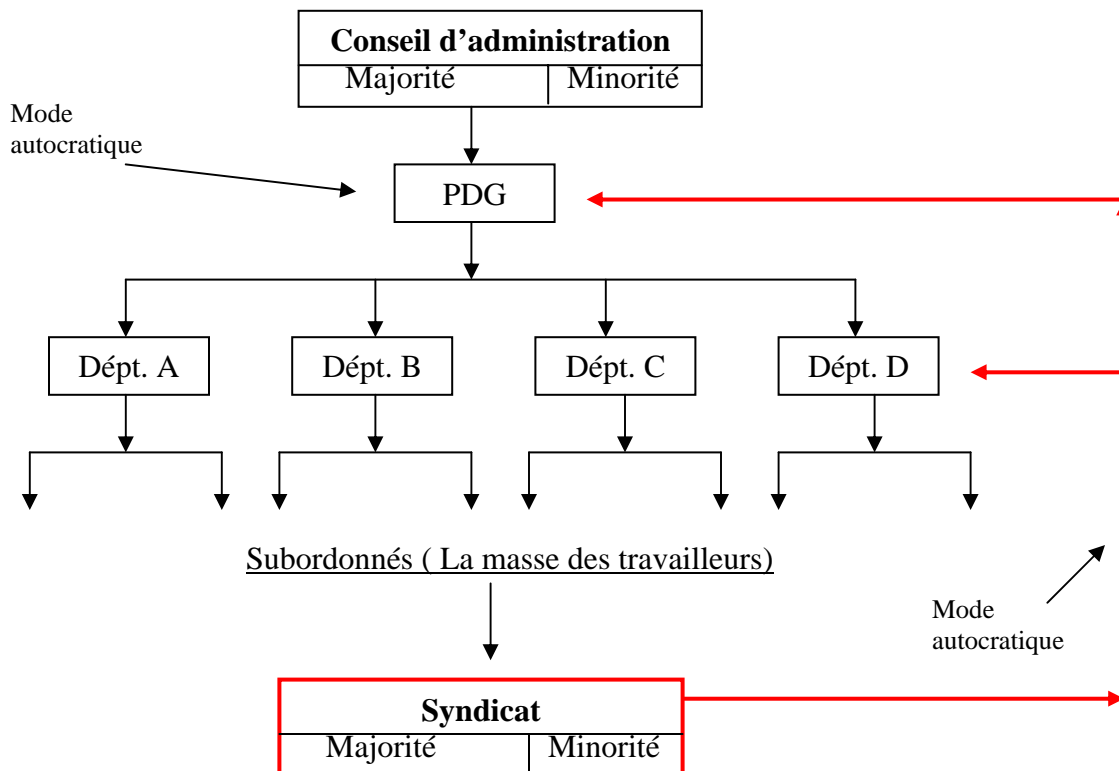 Conseil d’administration
Majorité Minorité
Mode
autocratique
PDG
Dépt. A Dépt. B Dépt. C Dépt. D
Subordonnés ( La masse des travailleurs)
Mode
autocratique
Syndicat
Majorité Minorité